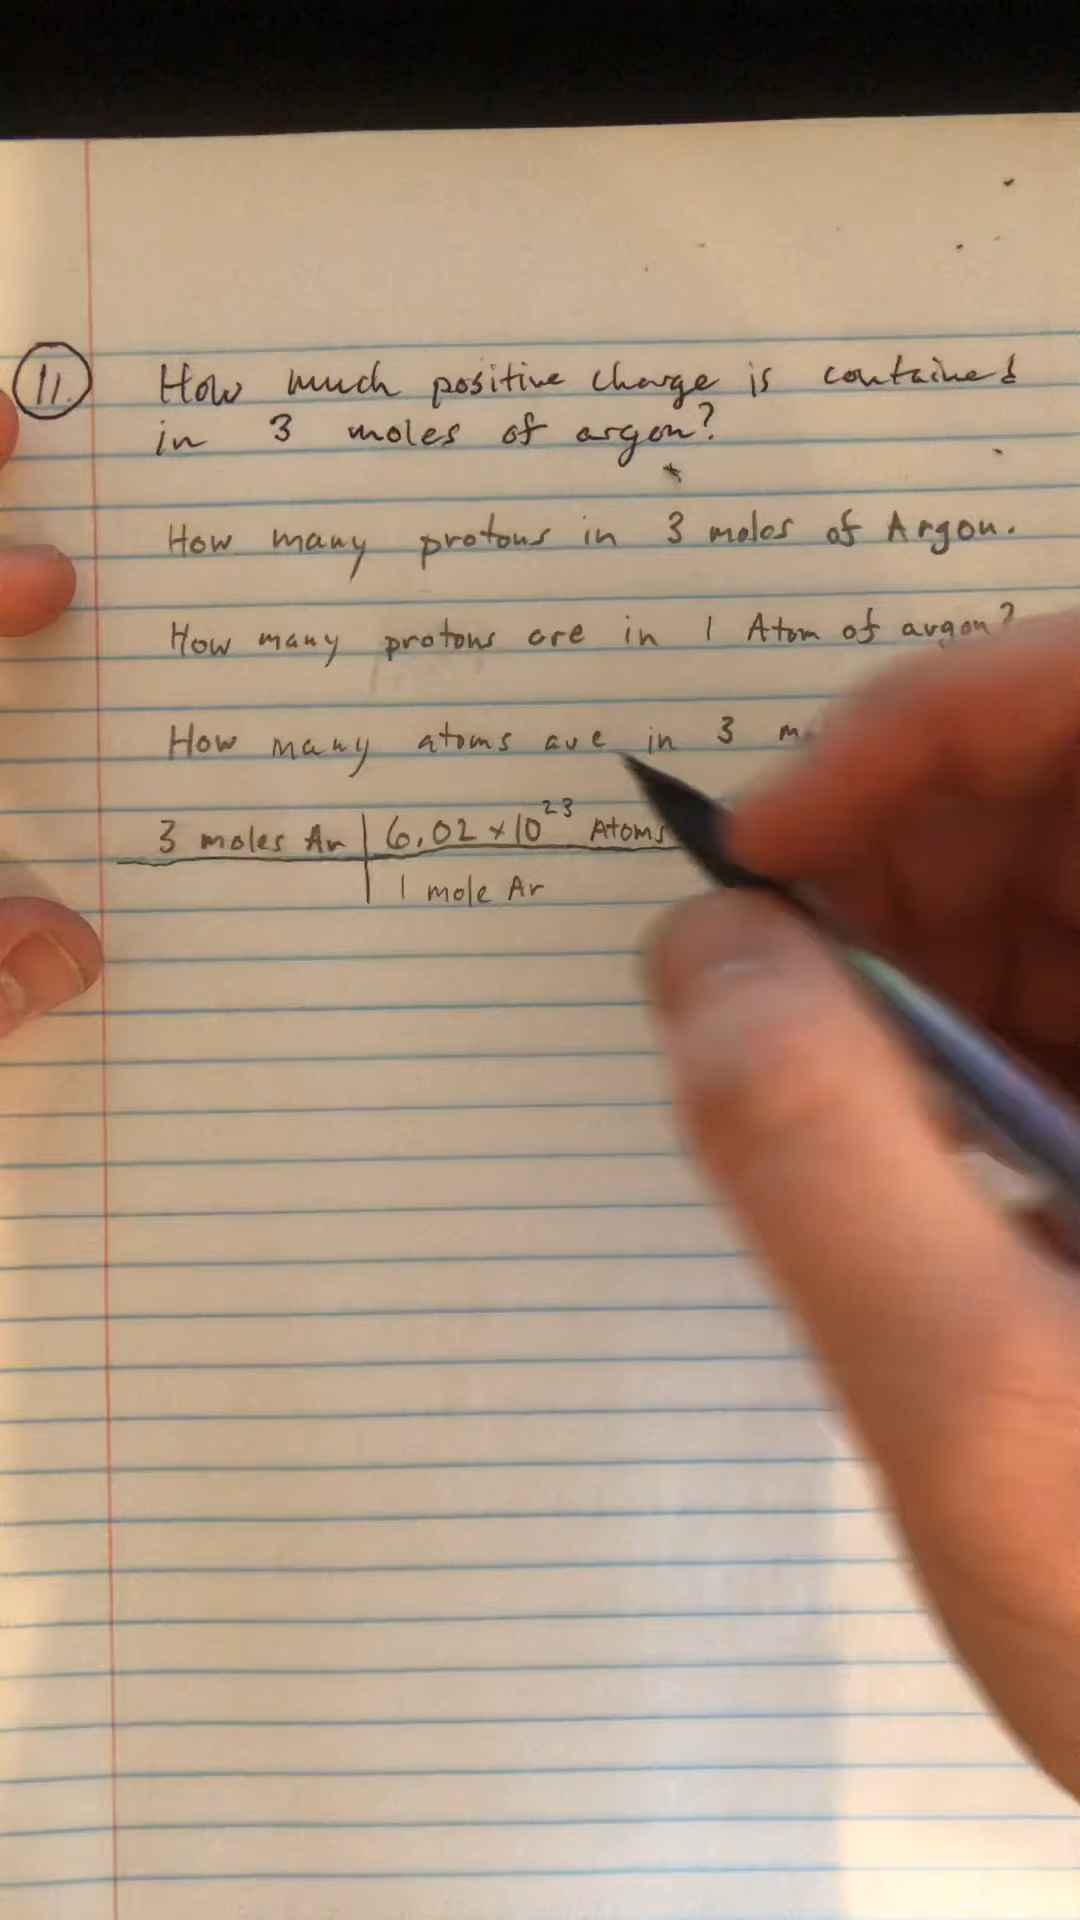 11.
How much positive charge is contained
in 3 moles of argon?
How many protons in 3 moles of Argon.
How many protons are in 1 Atom of argon?
How many atoms are in 3
3 moles Ar | 6.02 x 10²³ Atoms
1 mole Ar